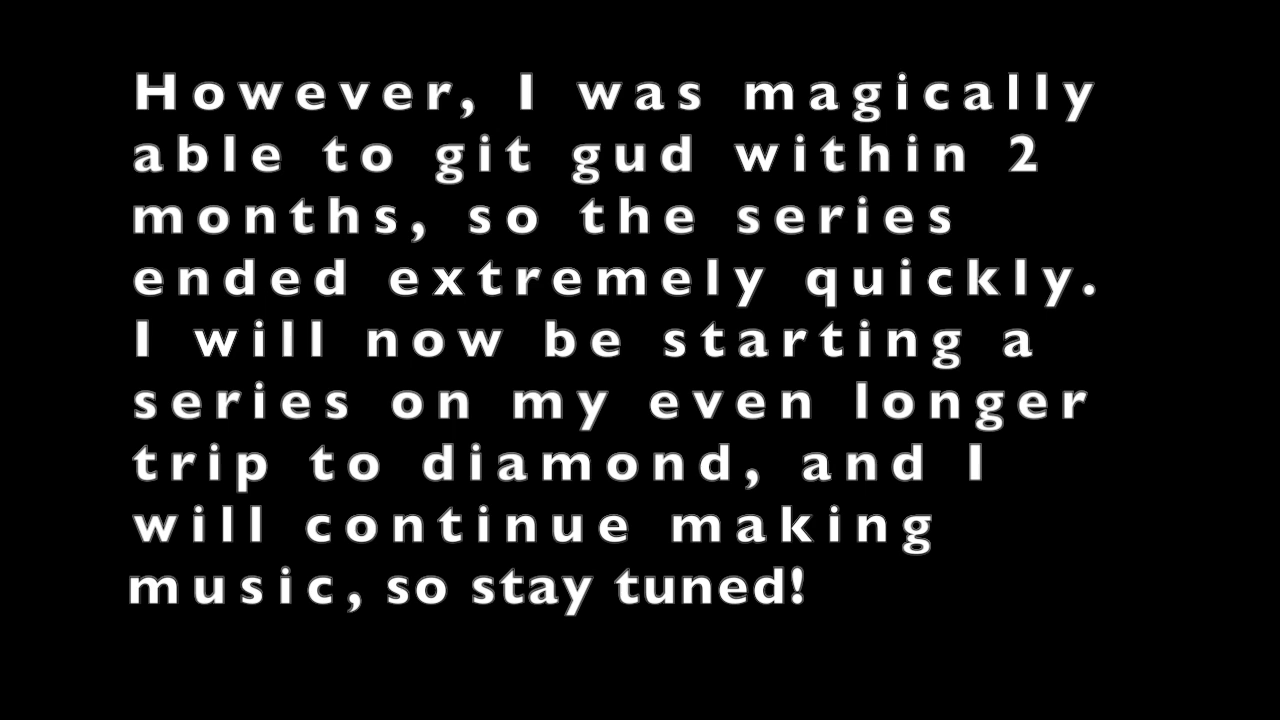 However, I was magically
able to git gud within 2
months, so the series
ended extremely quickly.
I will now be starting a
series on my even longer
trip to diamond, and I
will continue making
music, so stay tuned!